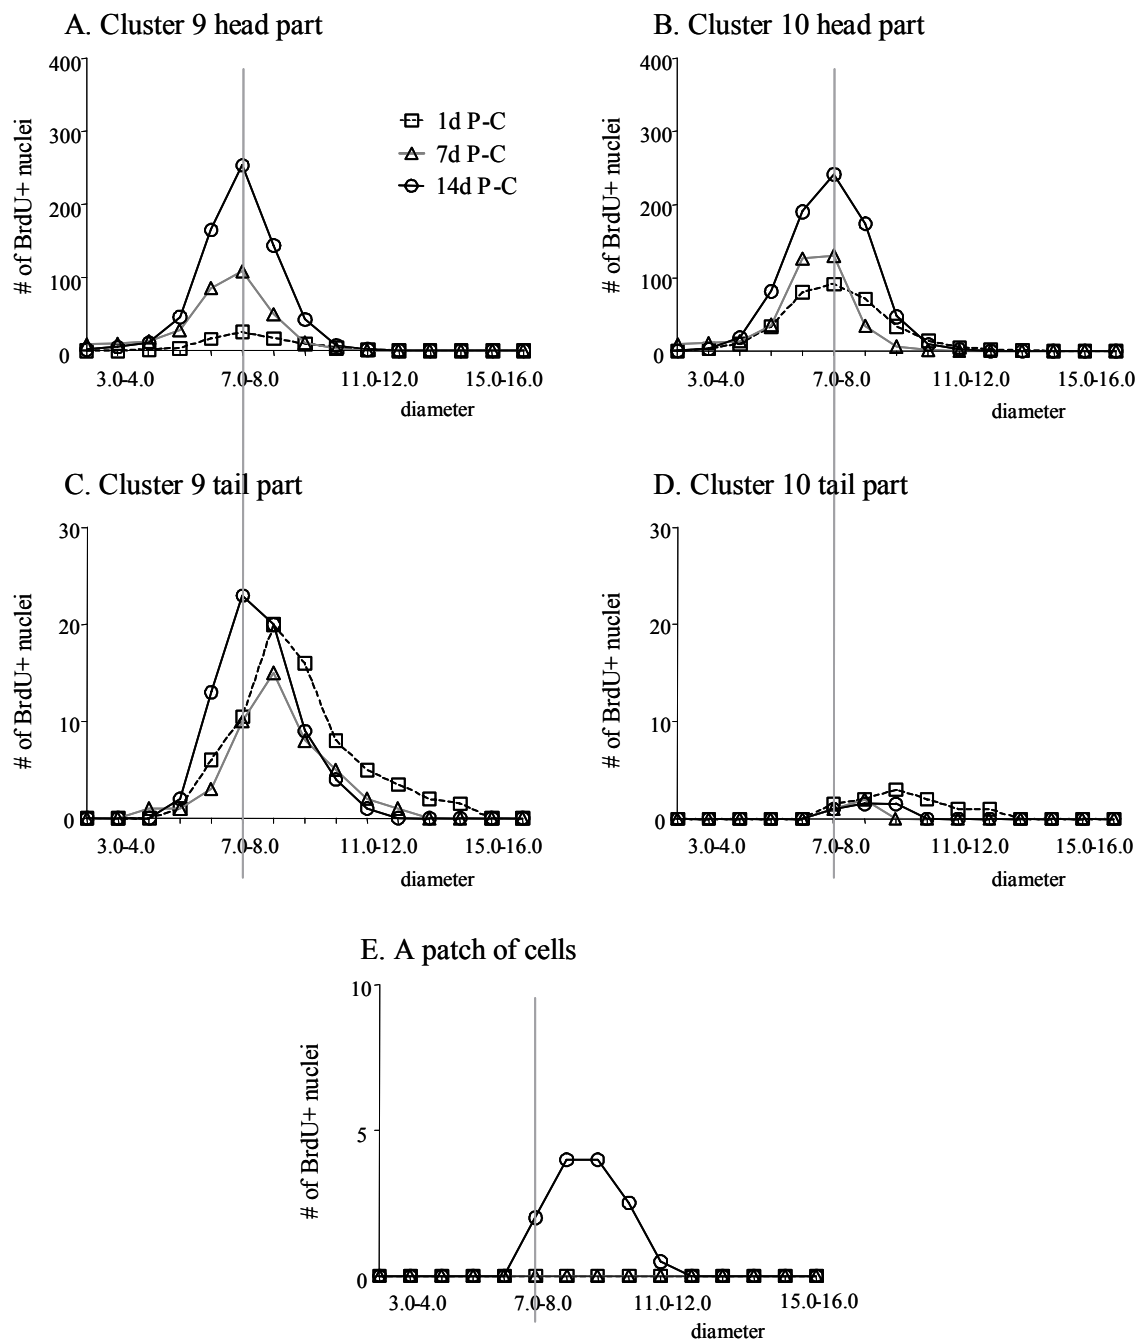 A. Cluster 9 head part
400
300
200
100
0
# of BrdU+ nuclei
1d P-C
7d P-C
14d P-C
3.0-4.0 7.0-8.0 11.0-12.0 15.0-16.0
diameter
B. Cluster 10 head part
400
300
200
100
0
# of BrdU+ nuclei
3.0-4.0 7.0-8.0 11.0-12.0 15.0-16.0
diameter
C. Cluster 9 tail part
30
20
10
0
# of BrdU+ nuclei
3.0-4.0 7.0-8.0 11.0-12.0 15.0-16.0
diameter
D. Cluster 10 tail part
30
20
10
0
# of BrdU+ nuclei
3.0-4.0 7.0-8.0 11.0-12.0 15.0-16.0
diameter
E. A patch of cells
10
5
0
# of BrdU+ nuclei
3.0-4.0 7.0-8.0 11.0-12.0 15.0-16.0
diameter